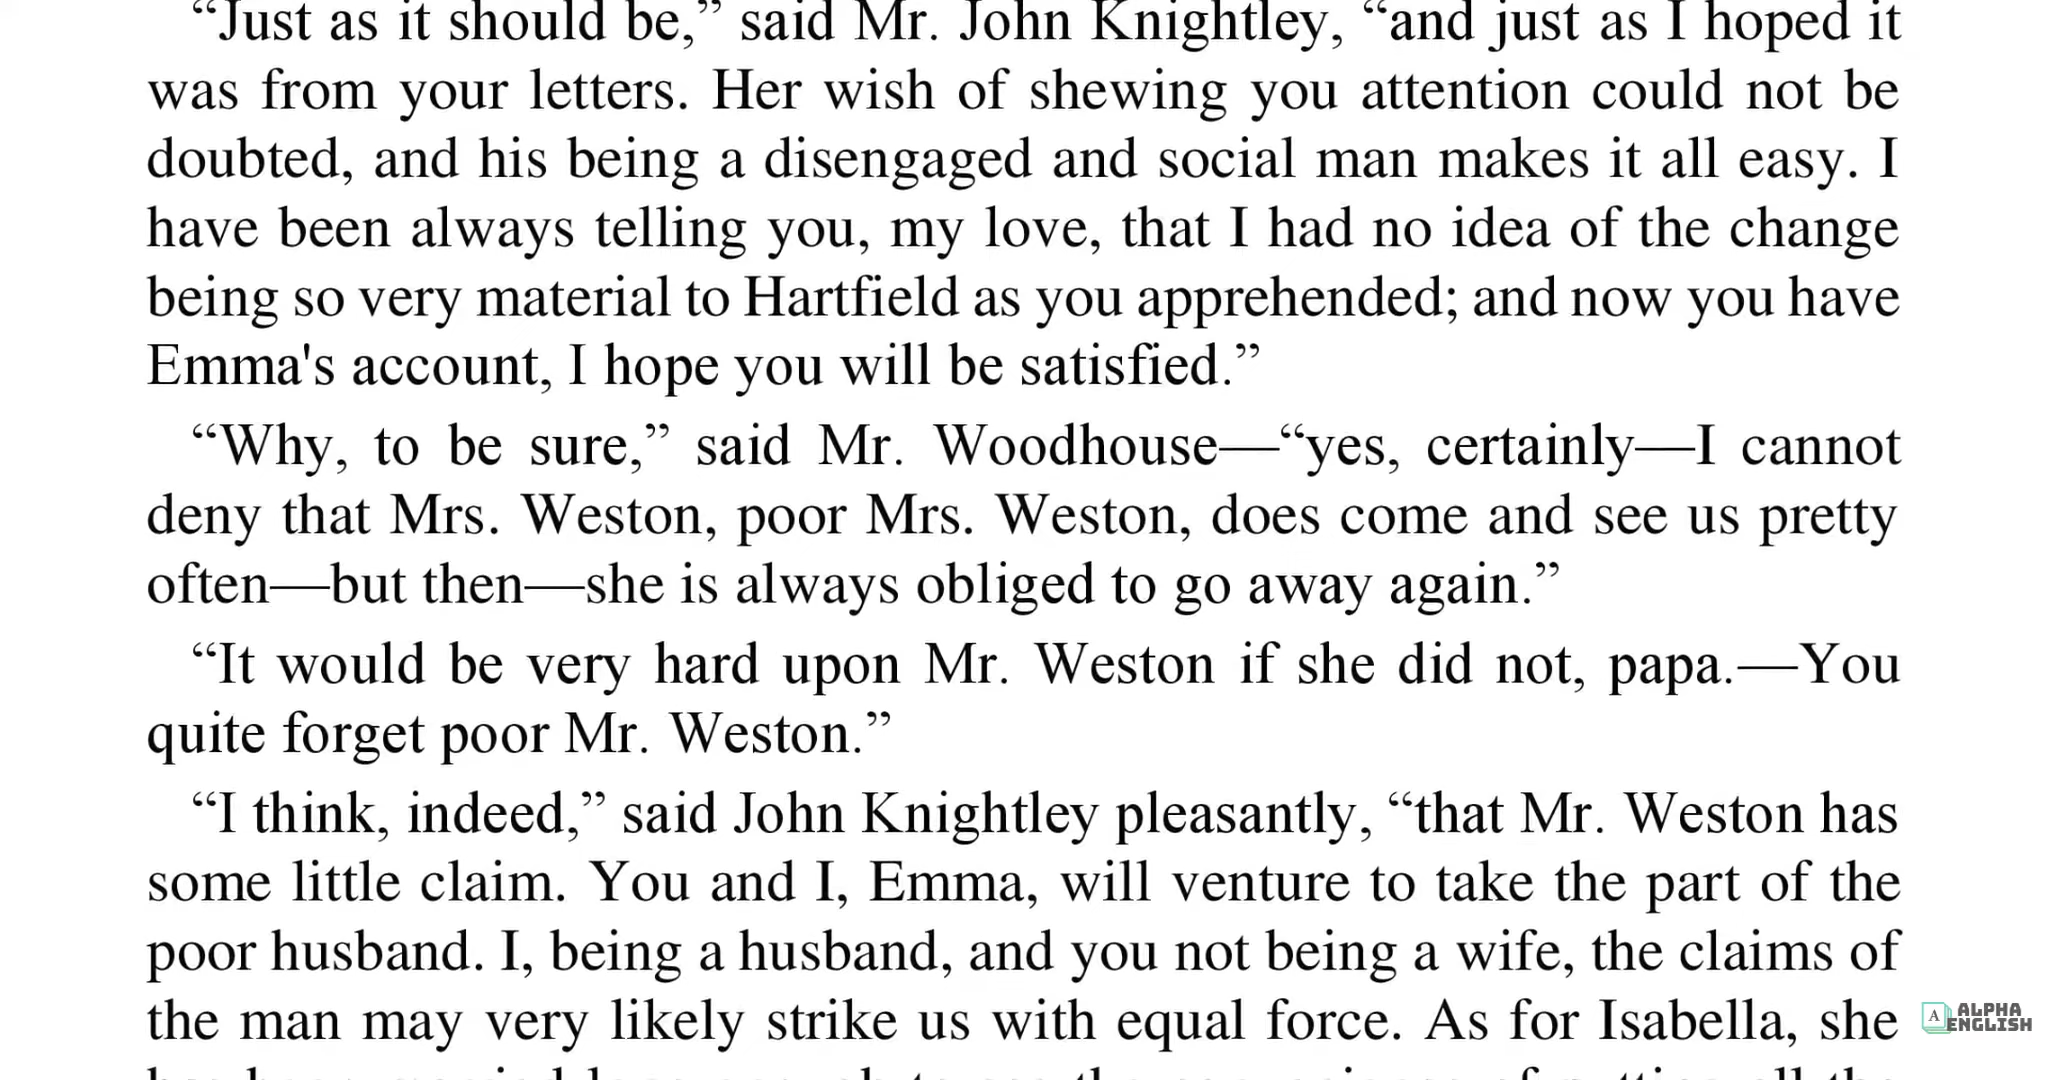 “Just as it should be,” said Mr. John Knightley, “and just as I hoped it
was from your letters. Her wish of shewing you attention could not be
doubted, and his being a disengaged and social man makes it all easy. I
have been always telling you, my love, that I had no idea of the change
being so very material to Hartfield as you apprehended; and now you have
Emma's account, I hope you will be satisfied.”
“Why, to be sure,” said Mr. Woodhouse—“yes, certainly—I cannot
deny that Mrs. Weston, poor Mrs. Weston, does come and see us pretty
often—but then—she is always obliged to go away again.”
“It would be very hard upon Mr. Weston if she did not, papa.—You
quite forget poor Mr. Weston.”
“I think, indeed,” said John Knightley pleasantly, “that Mr. Weston has
some little claim. You and I, Emma, will venture to take the part of the
poor husband. I, being a husband, and you not being a wife, the claims of
the man may very likely strike us with equal force. As for Isabella, she
A ALPHA
ENGLISH